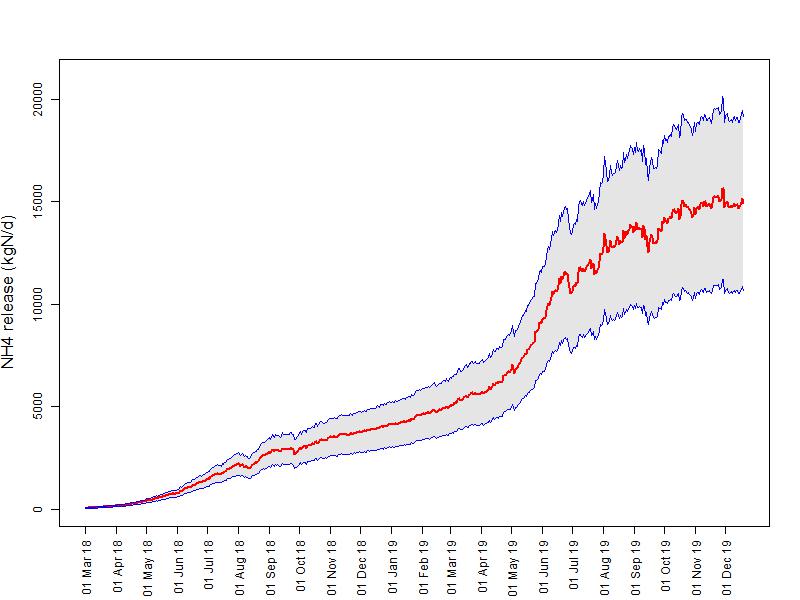 NH4 release (kgN/d)
20000
15000
10000
5000
0
01 Mar 18
01 Apr 18
01 May 18
01 Jun 18
01 Jul 18
01 Aug 18
01 Sep 18
01 Oct 18
01 Nov 18
01 Dec 18
01 Jan 19
01 Feb 19
01 Mar 19
01 Apr 19
01 May 19
01 Jun 19
01 Jul 19
01 Aug 19
01 Sep 19
01 Oct 19
01 Nov 19
01 Dec 19